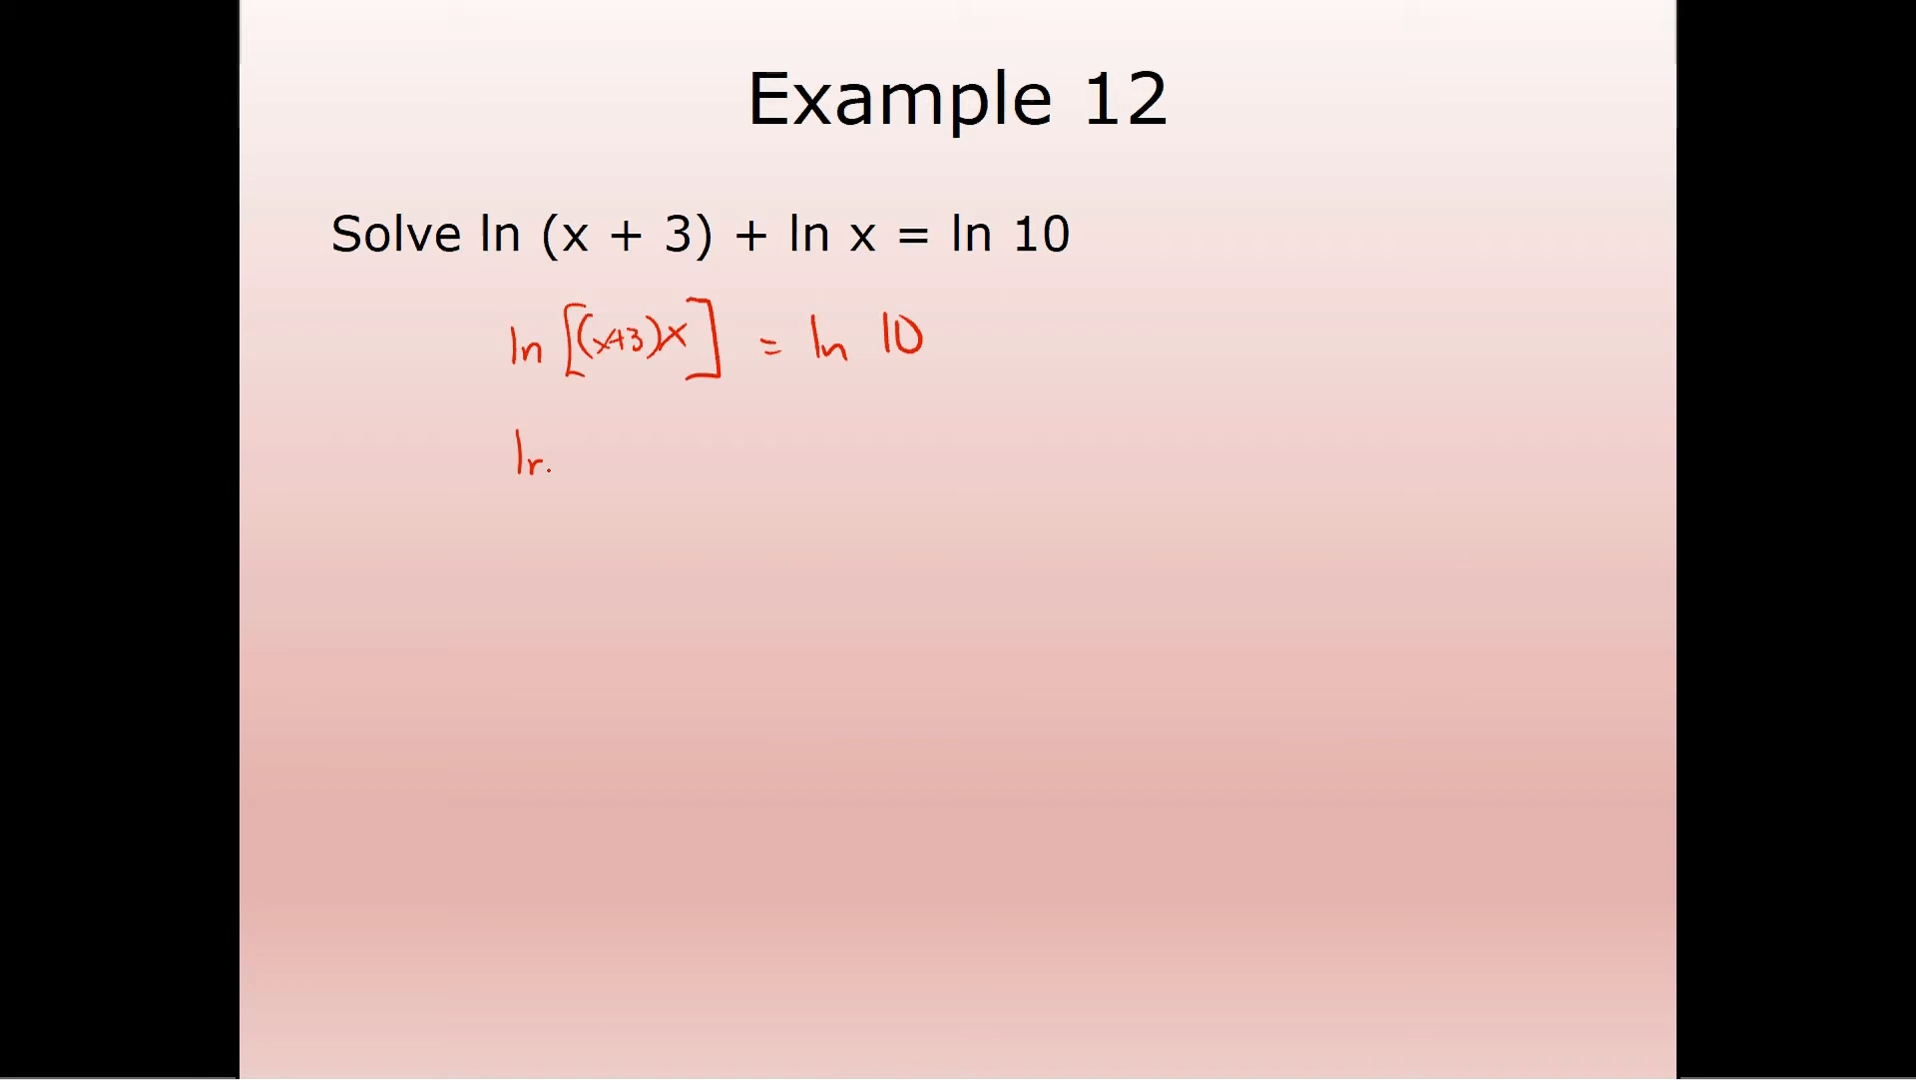 Example 12
Solve ln (x + 3) + ln x = ln 10
ln [(x+3)x] = ln 10